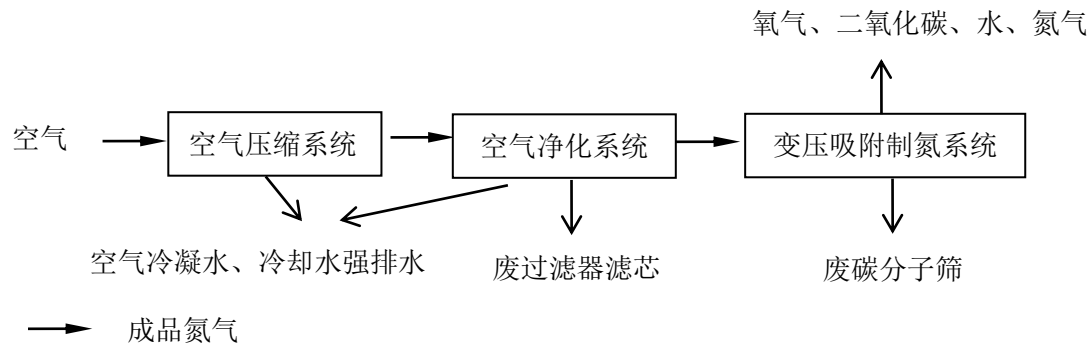 氧气、二氧化碳、水、氮气
空气
空气压缩系统
空气净化系统
变压吸附制氮系统
空气冷凝水、冷却水强排水
废过滤器滤芯
废碳分子筛
成品氮气